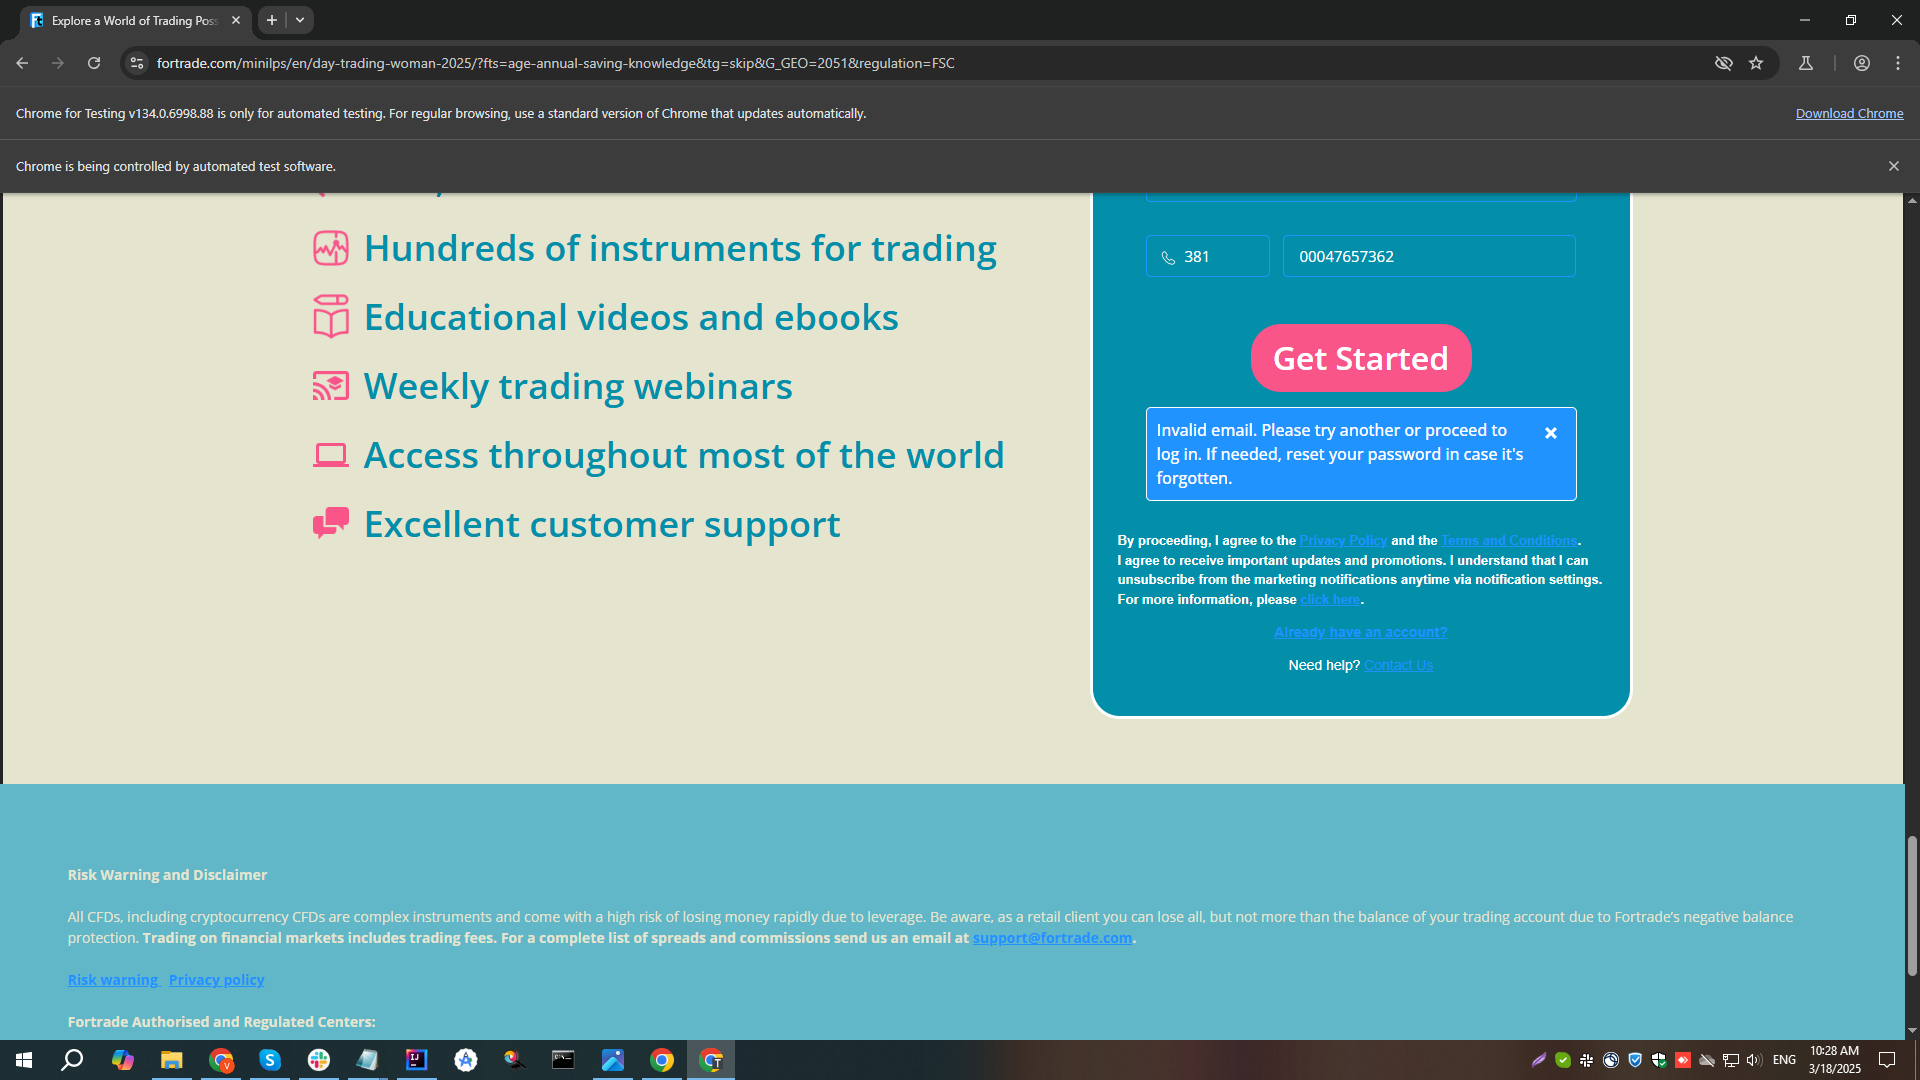 Explore a World of Trading Pos
fortrade.com/minilps/en/day-trading-woman-2025/?fts=age-annual-saving-knowledge&tg=skip&G_GEO=2051&regulation=FSC
Chrome for Testing v134.0.6998.88 is only for automated testing. For regular browsing, use a standard version of Chrome that updates automatically.
Download Chrome
Chrome is being controlled by automated test software.
Hundreds of instruments for trading
Educational videos and ebooks
Weekly trading webinars
Access throughout most of the world
Excellent customer support
381
00047657362
Get Started
Invalid email. Please try another or proceed to
log in. If needed, reset your password in case it's
forgotten.
By proceeding, I agree to the Privacy Policy and the Terms and Conditions.
I agree to receive important updates and promotions. I understand that I can
unsubscribe from the marketing notifications anytime via notification settings.
For more information, please click here.
Already have an account?
Need help? Contact Us
Risk Warning and Disclaimer
All CFDs, including cryptocurrency CFDs are complex instruments and come with a high risk of losing money rapidly due to leverage. Be aware, as a retail client you can lose all, but not more than the balance of your trading account due to Fortrade’s negative balance
protection. Trading on financial markets includes trading fees. For a complete list of spreads and commissions send us an email at support@fortrade.com.
Risk warning Privacy policy
Fortrade Authorised and Regulated Centers:
ENG
10:28 AM
3/18/2025